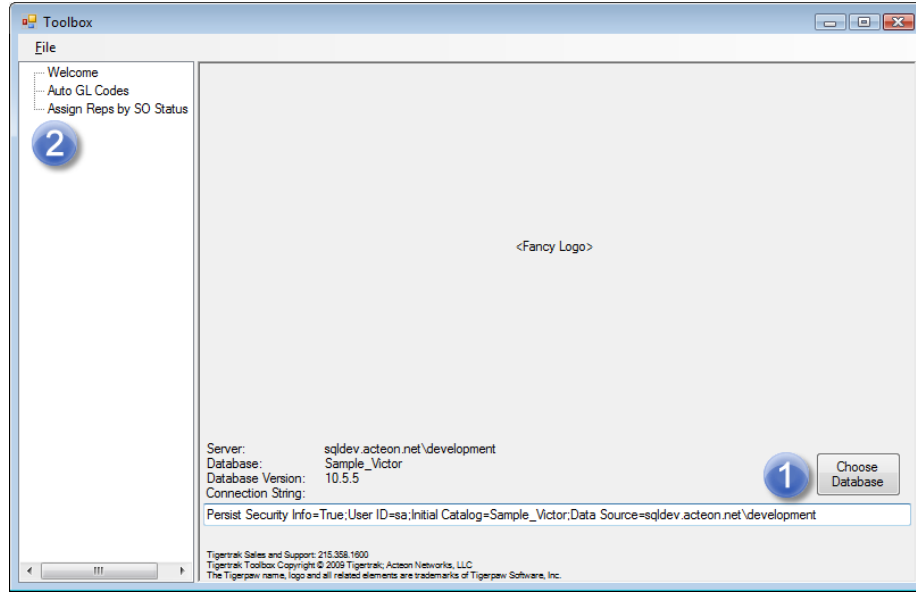 Toolbox
File
Welcome
Auto GL Codes
Assign Reps by SO Status
2
<Fancy Logo>
Server: sqldev.acteon.net\development
Database: Sample_Victor
Database Version: 10.5.5
Connection String:
1
Choose
Database
Persist Security Info=True;User ID=sa;Initial Catalog=Sample_Victor;Data Source=sqldev.acteon.net\development
Tigertrak Sales and Support: 215.358.1600
Tigertrak Toolbox Copyright © 2009 Tigertrak; Acteon Networks, LLC
The Tigerpaw name, logo and all related elements are trademarks of Tigerpaw Software, Inc.